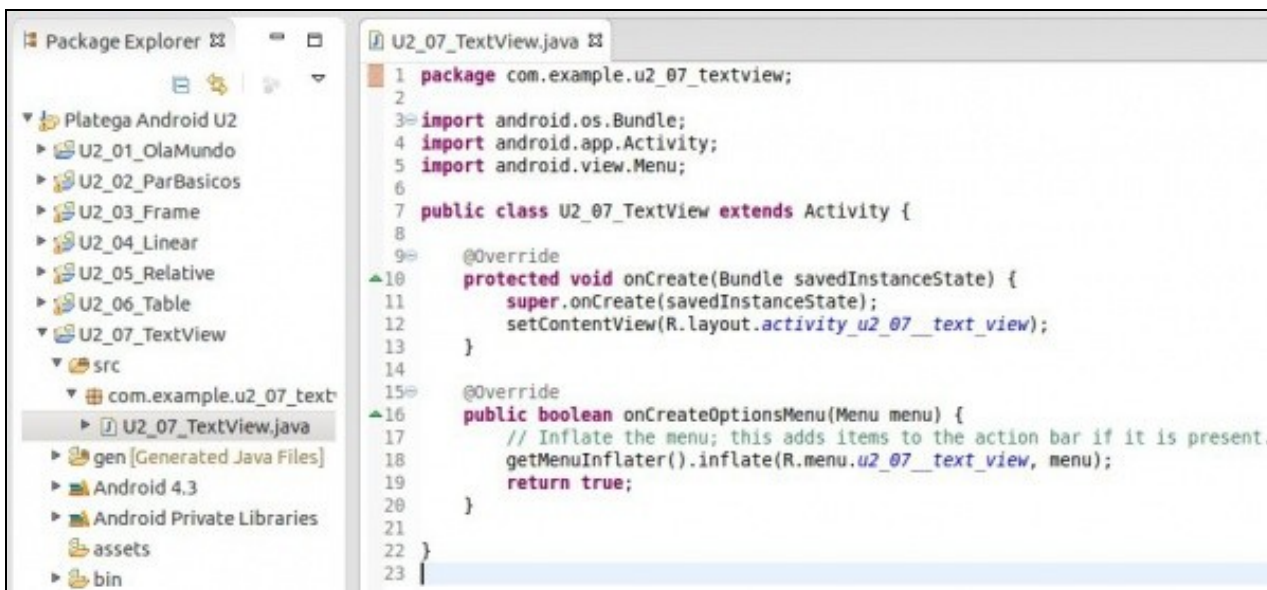 Package Explorer
Platega Android U2
U2_01_OlaMundo
U2_02_ParBasicos
U2_03_Frame
U2_04_Linear
U2_05_Relative
U2_06_Table
U2_07_TextView
src
com.example.u2_07_text
U2_07_TextView.java
gen [Generated Java Files]
Android 4.3
Android Private Libraries
assets
bin
U2_07_TextView.java
1 package com.example.u2_07_textview;
2
3 import android.os.Bundle;
4 import android.app.Activity;
5 import android.view.Menu;
6
7 public class U2_07_TextView extends Activity {
8
9 @Override
10 protected void onCreate(Bundle savedInstanceState) {
11 super.onCreate(savedInstanceState);
12 setContentView(R.layout.activity_u2_07__text_view);
13 }
14
15 @Override
16 public boolean onCreateOptionsMenu(Menu menu) {
17 // Inflate the menu; this adds items to the action bar if it is present.
18 getMenuInflater().inflate(R.menu.u2_07__text_view, menu);
19 return true;
20 }
21
22 }
23